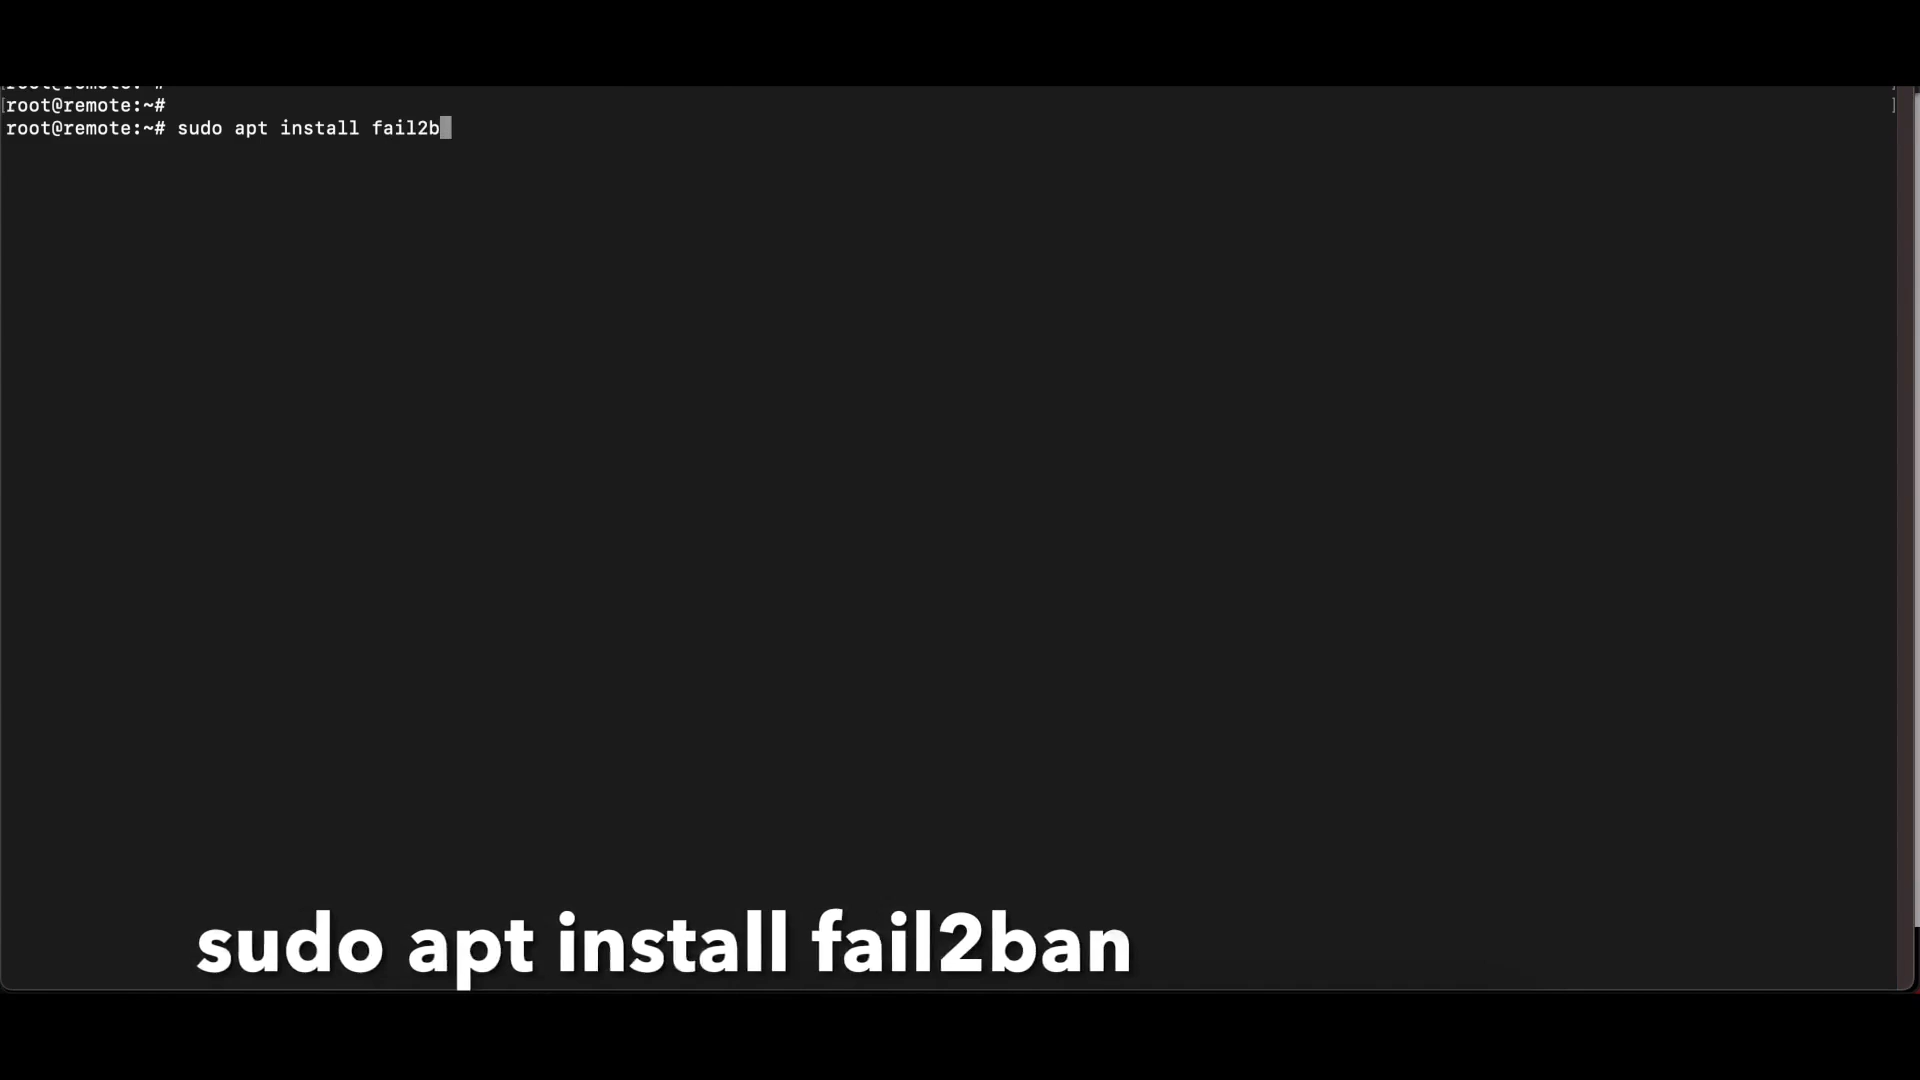 [root@remote:~# ]
root@remote:~# sudo apt install fail2b
sudo apt install fail2ban